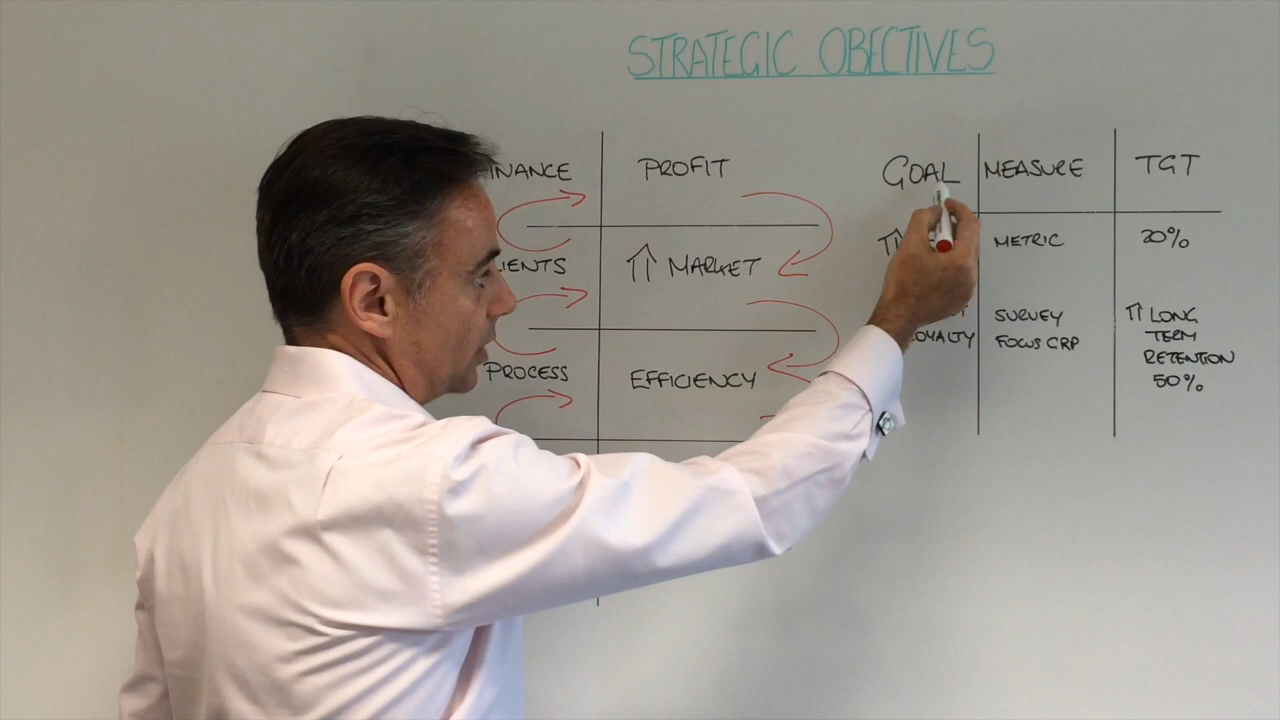 STRATEGIC OBECTIVES
INANCE PROFIT
GOAL MEASURE TGT
IENTS ⇑ MARKET
⇑ METRIC 20%
PROCESS EFFICIENCY
OYALTY
SURVEY
FOCUS GRP
⇑ LONG
TERM
RETENTION
50%